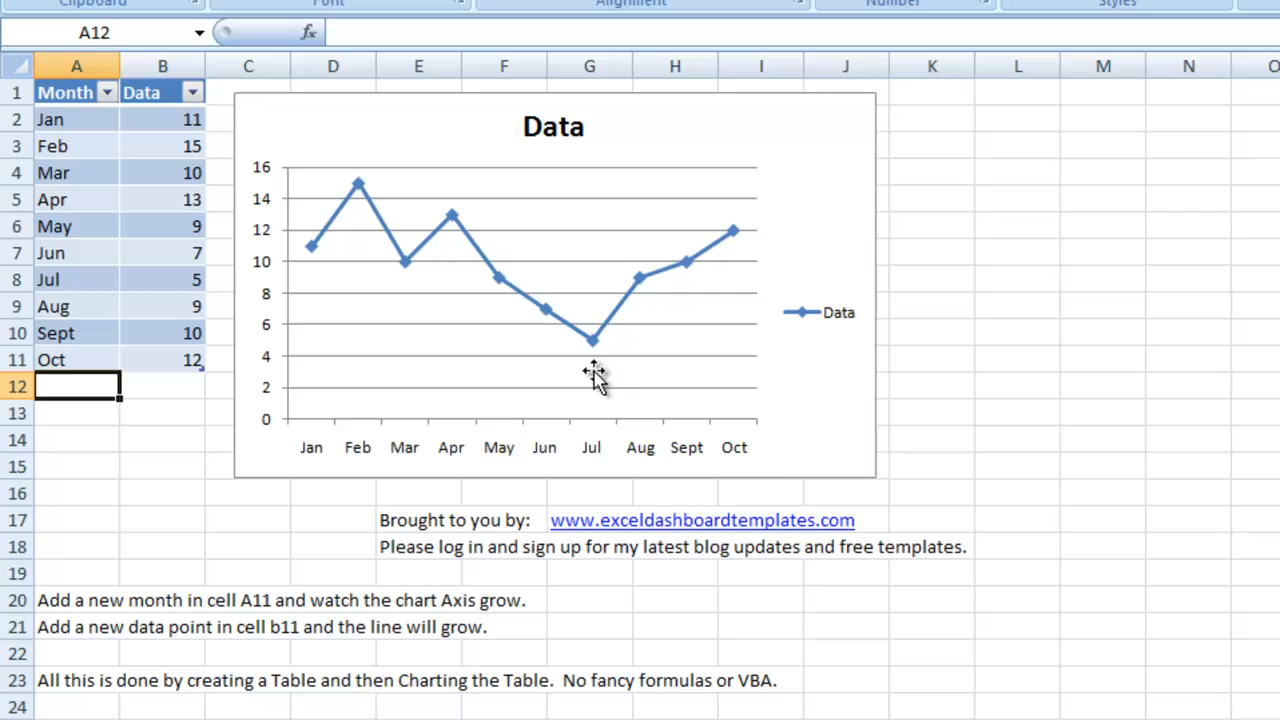 Clipboard Font Alignment Number Styles
A12 fx
A B C D E F G H I J K L M N O
1 Month Data
2 Jan 11
3 Feb 15
4 Mar 10
5 Apr 13
6 May 9
7 Jun 7
8 Jul 5
9 Aug 9
10 Sept 10
11 Oct 12
12
13
14
15
16
Data
16
14
12
10
8
6
4
2
0
Jan Feb Mar Apr May Jun Jul Aug Sept Oct
Data
17 Brought to you by: www.exceldashboardtemplates.com
18 Please log in and sign up for my latest blog updates and free templates.
19
20 Add a new month in cell A11 and watch the chart Axis grow.
21 Add a new data point in cell b11 and the line will grow.
22
23 All this is done by creating a Table and then Charting the Table.  No fancy formulas or VBA.
24